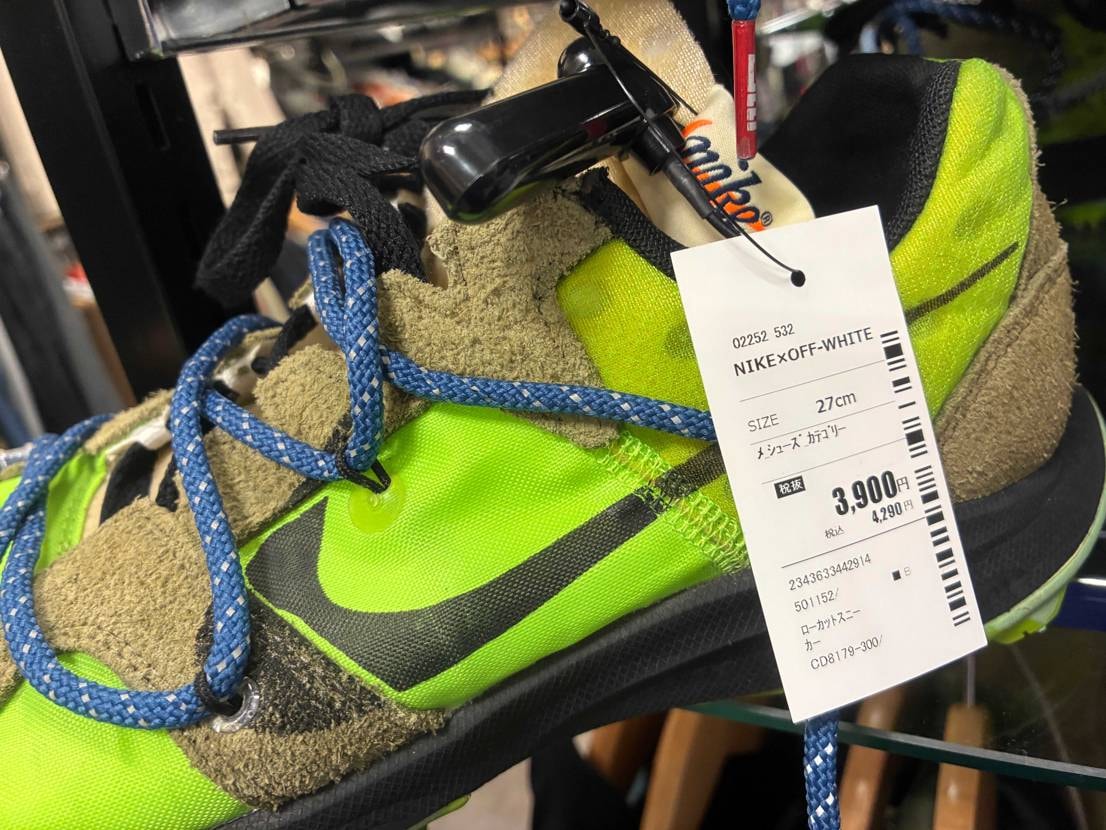 02252 532
NIKE×OFF-WHITE
SIZE 27cm
メ_シューズ カテゴリー
税抜 3,900円
税込 4,290円
2343633442914
■ B
501152/
ローカットスニー
カー
CD8179-300/